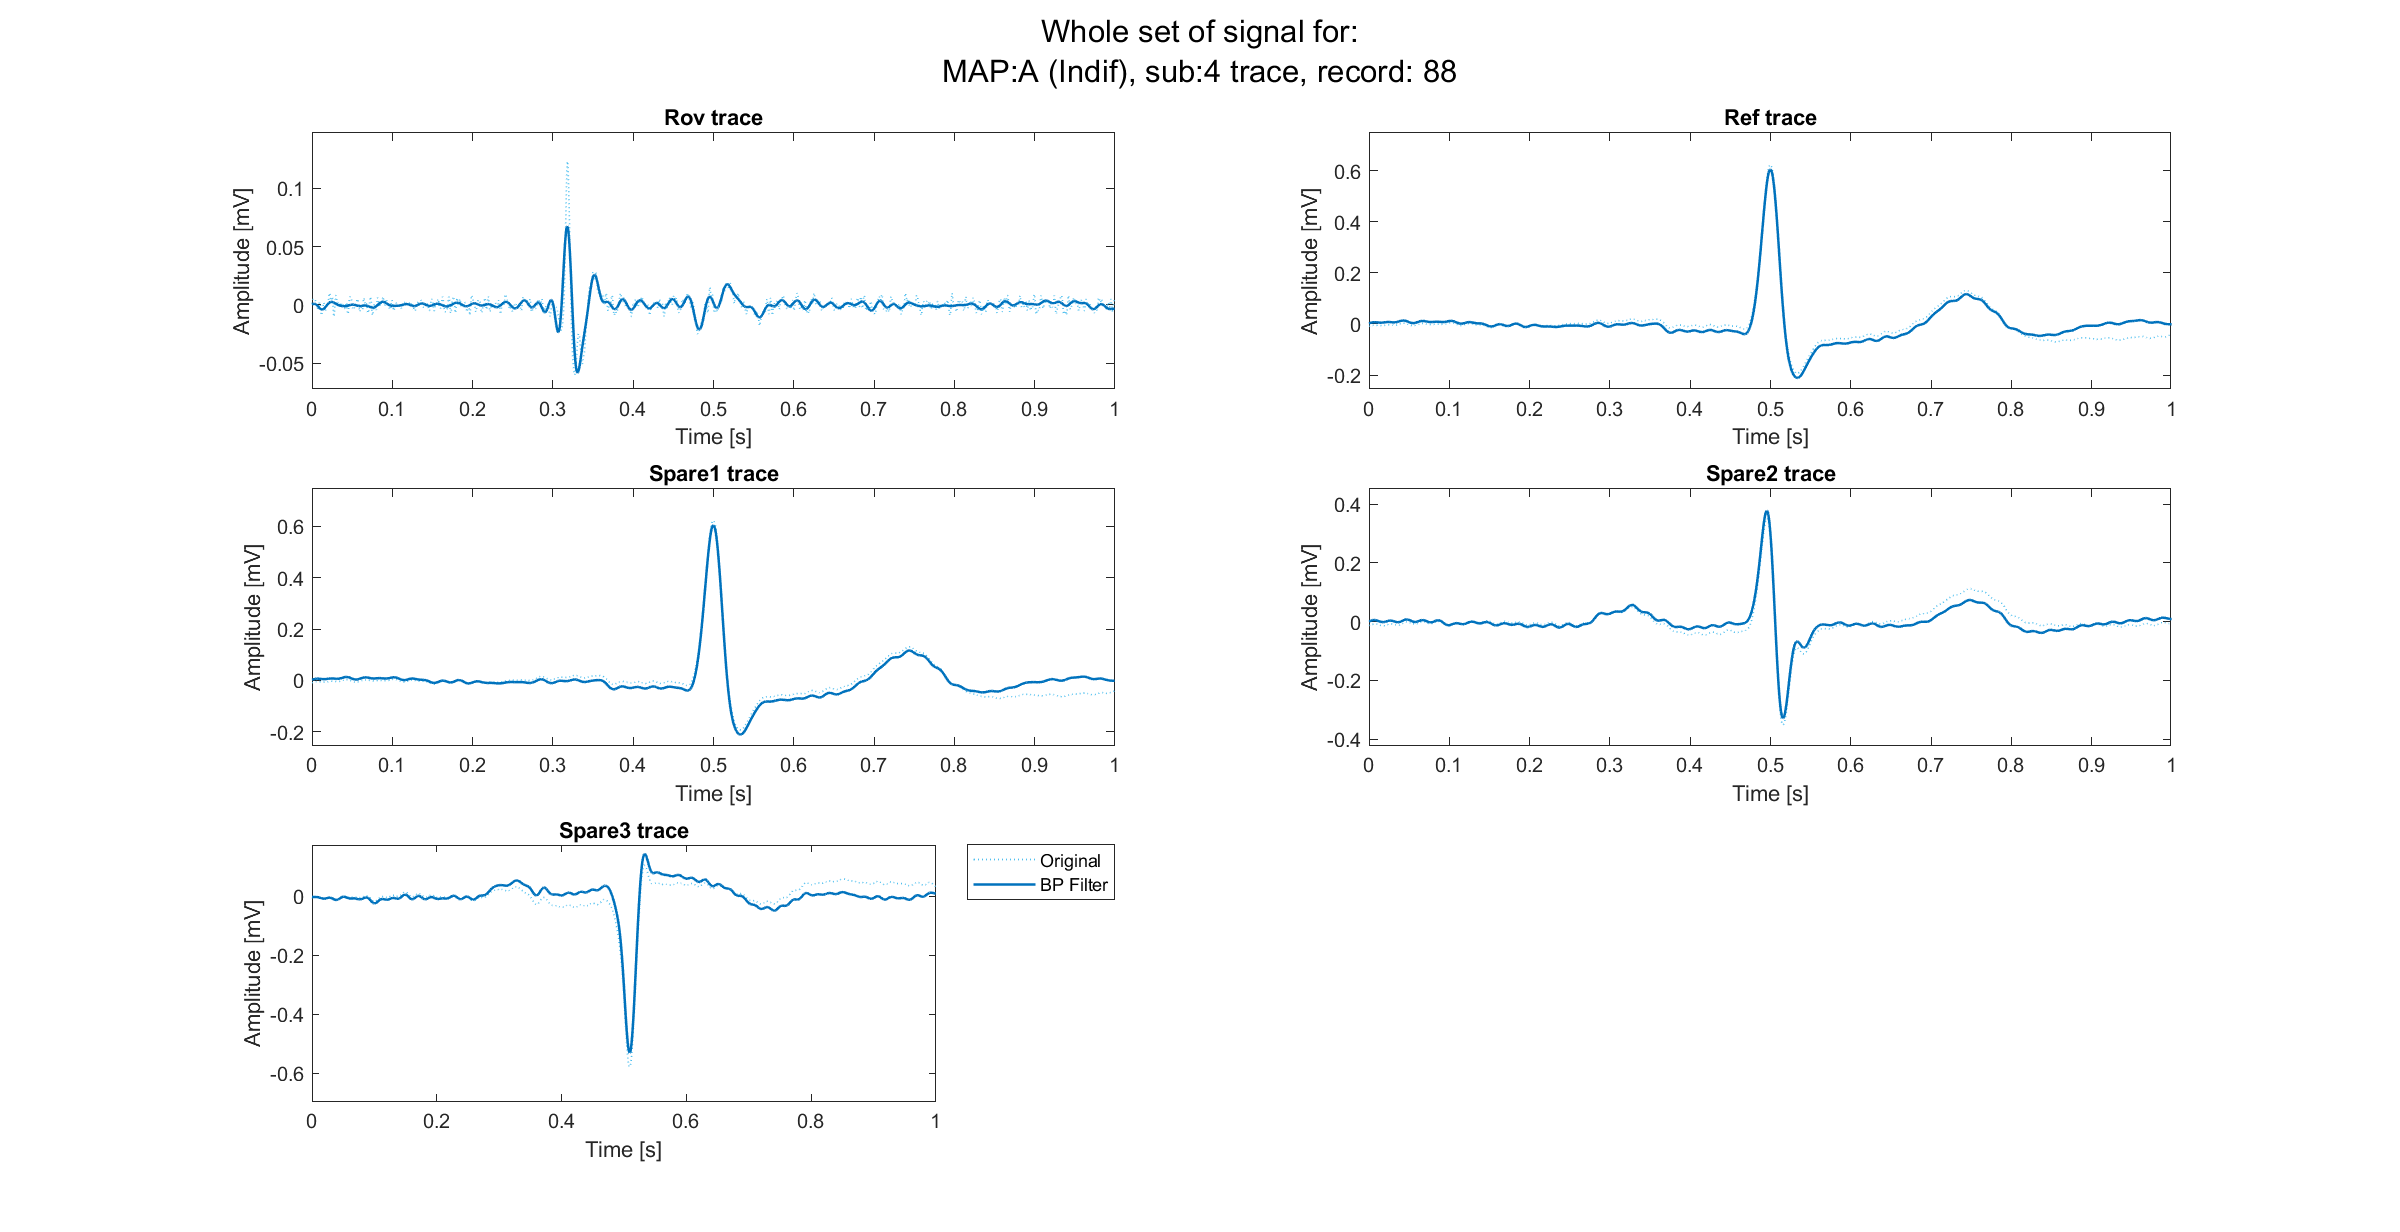 Whole set of signal for:
MAP:A (Indif), sub:4 trace, record: 88
Rov trace
Amplitude [mV]
0.1
0.05
0
-0.05
0 0.1 0.2 0.3 0.4 0.5 0.6 0.7 0.8 0.9 1
Time [s]
Ref trace
Amplitude [mV]
0.6
0.4
0.2
0
-0.2
0 0.1 0.2 0.3 0.4 0.5 0.6 0.7 0.8 0.9 1
Time [s]
Spare1 trace
Amplitude [mV]
0.6
0.4
0.2
0
-0.2
0 0.1 0.2 0.3 0.4 0.5 0.6 0.7 0.8 0.9 1
Time [s]
Spare2 trace
Amplitude [mV]
0.4
0.2
0
-0.2
-0.4
0 0.1 0.2 0.3 0.4 0.5 0.6 0.7 0.8 0.9 1
Time [s]
Spare3 trace
Amplitude [mV]
0
-0.2
-0.4
-0.6
0 0.2 0.4 0.6 0.8 1
Time [s]
Original
BP Filter